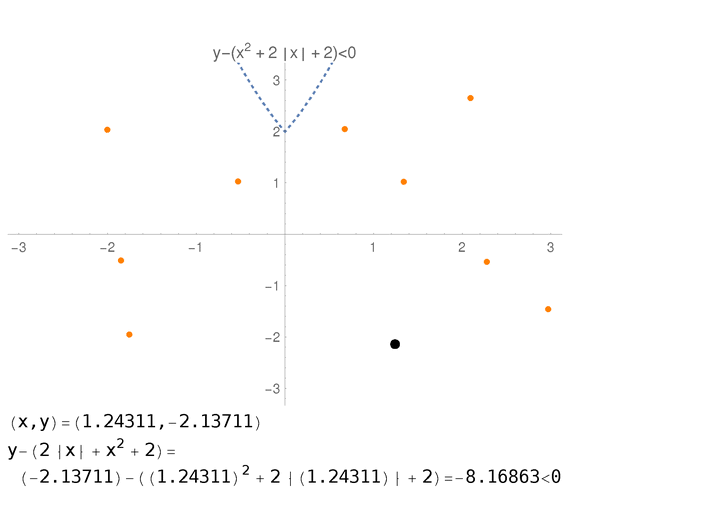 y−(x² + 2 |x| + 2)<0
3
2
1
−3 −2 −1 1 2 3
−1
−2
−3
(x,y)=(1.24311,−2.13711)
y−(2 |x| + x² + 2)=
(−2.13711)−((1.24311)² + 2 |(1.24311)| + 2)=−8.16863<0